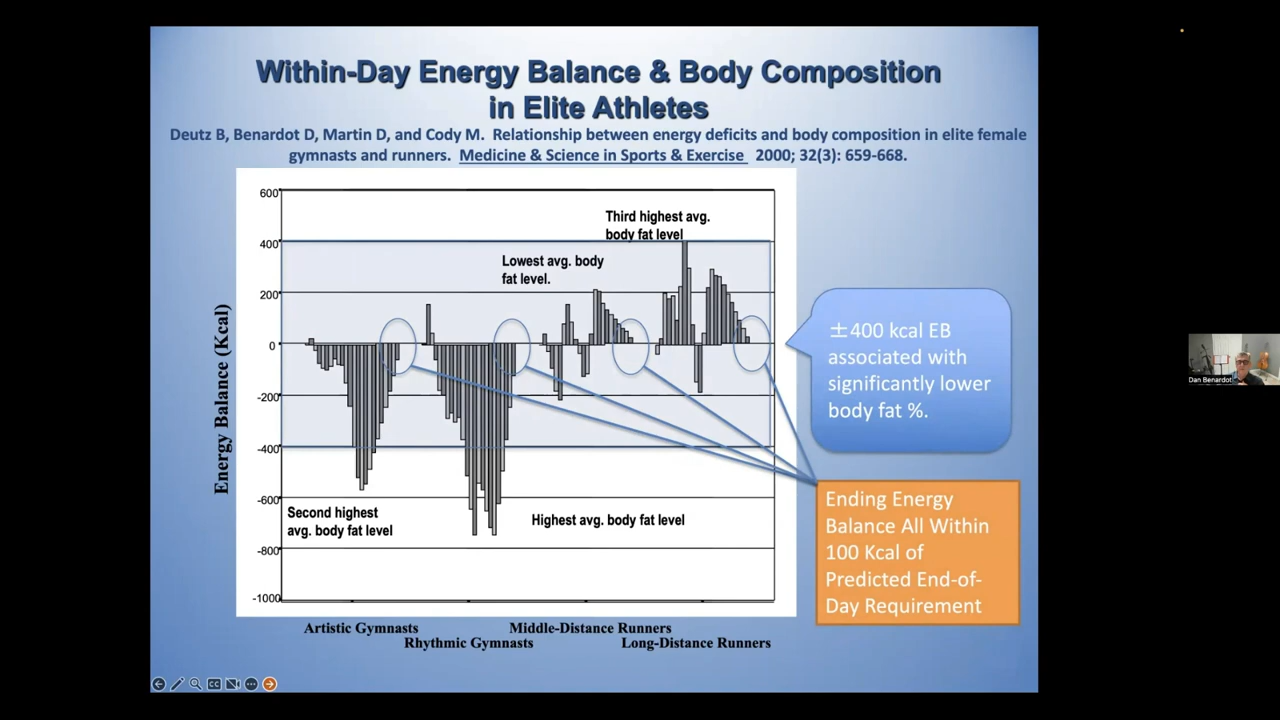 Within-Day Energy Balance & Body Composition
in Elite Athletes
Deutz B, Benardot D, Martin D, and Cody M. Relationship between energy deficits and body composition in elite female
gymnasts and runners. Medicine & Science in Sports & Exercise 2000; 32(3): 659-668.
Energy Balance (Kcal)
600
400
200
0
-200
-400
-600
-800
-1000
Third highest avg.
body fat level
Lowest avg. body
fat level.
Second highest
avg. body fat level
Highest avg. body fat level
Artistic Gymnasts
Rhythmic Gymnasts
Middle-Distance Runners
Long-Distance Runners
±400 kcal EB
associated with
significantly lower
body fat %.
Ending Energy
Balance All Within
100 Kcal of
Predicted End-of-
Day Requirement
CC
Dan Benardot